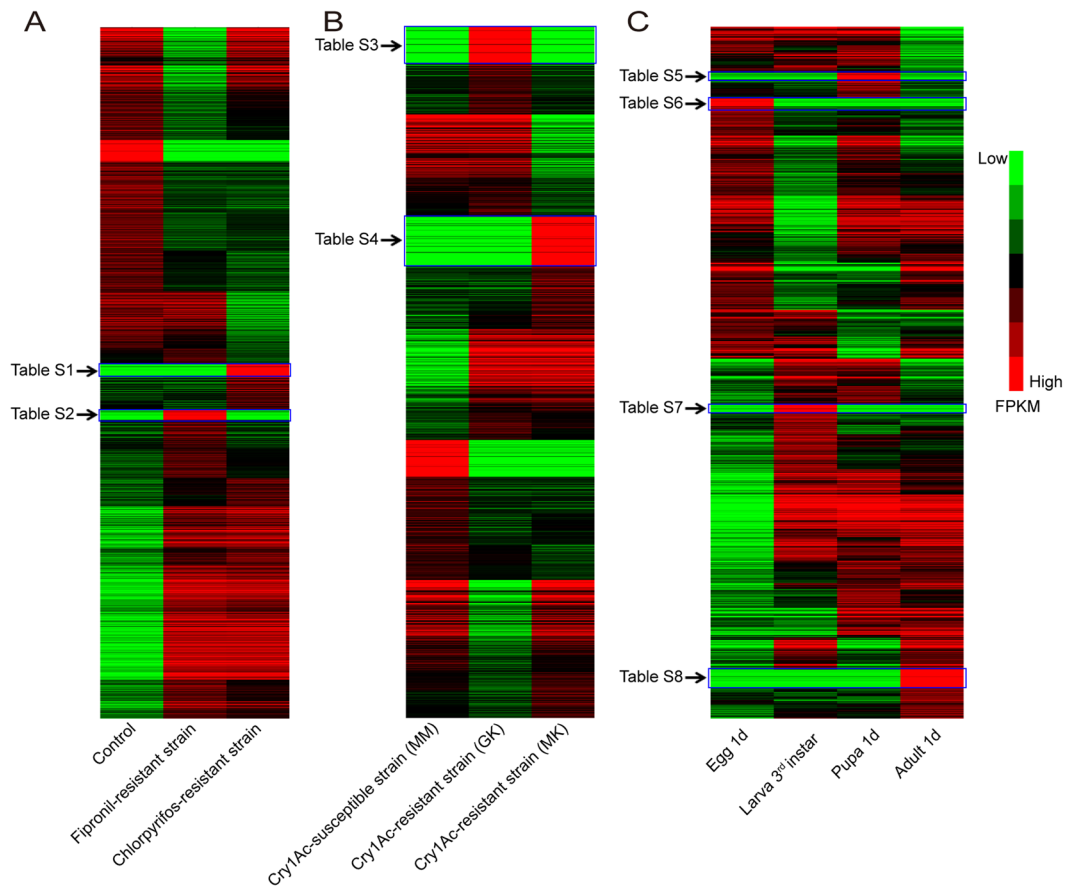 A
B
C
Table S3
Table S4
Table S1
Table S2
Table S5
Table S6
Table S7
Table S8
Low
High
FPKM
Control
Fipronil-resistant strain
Chlorpyrifos-resistant strain
Cry1Ac-susceptible strain (MM)
Cry1Ac-resistant strain (GK)
Cry1Ac-resistant strain (MK)
Egg 1d
Larva 3rd instar
Pupa 1d
Adult 1d